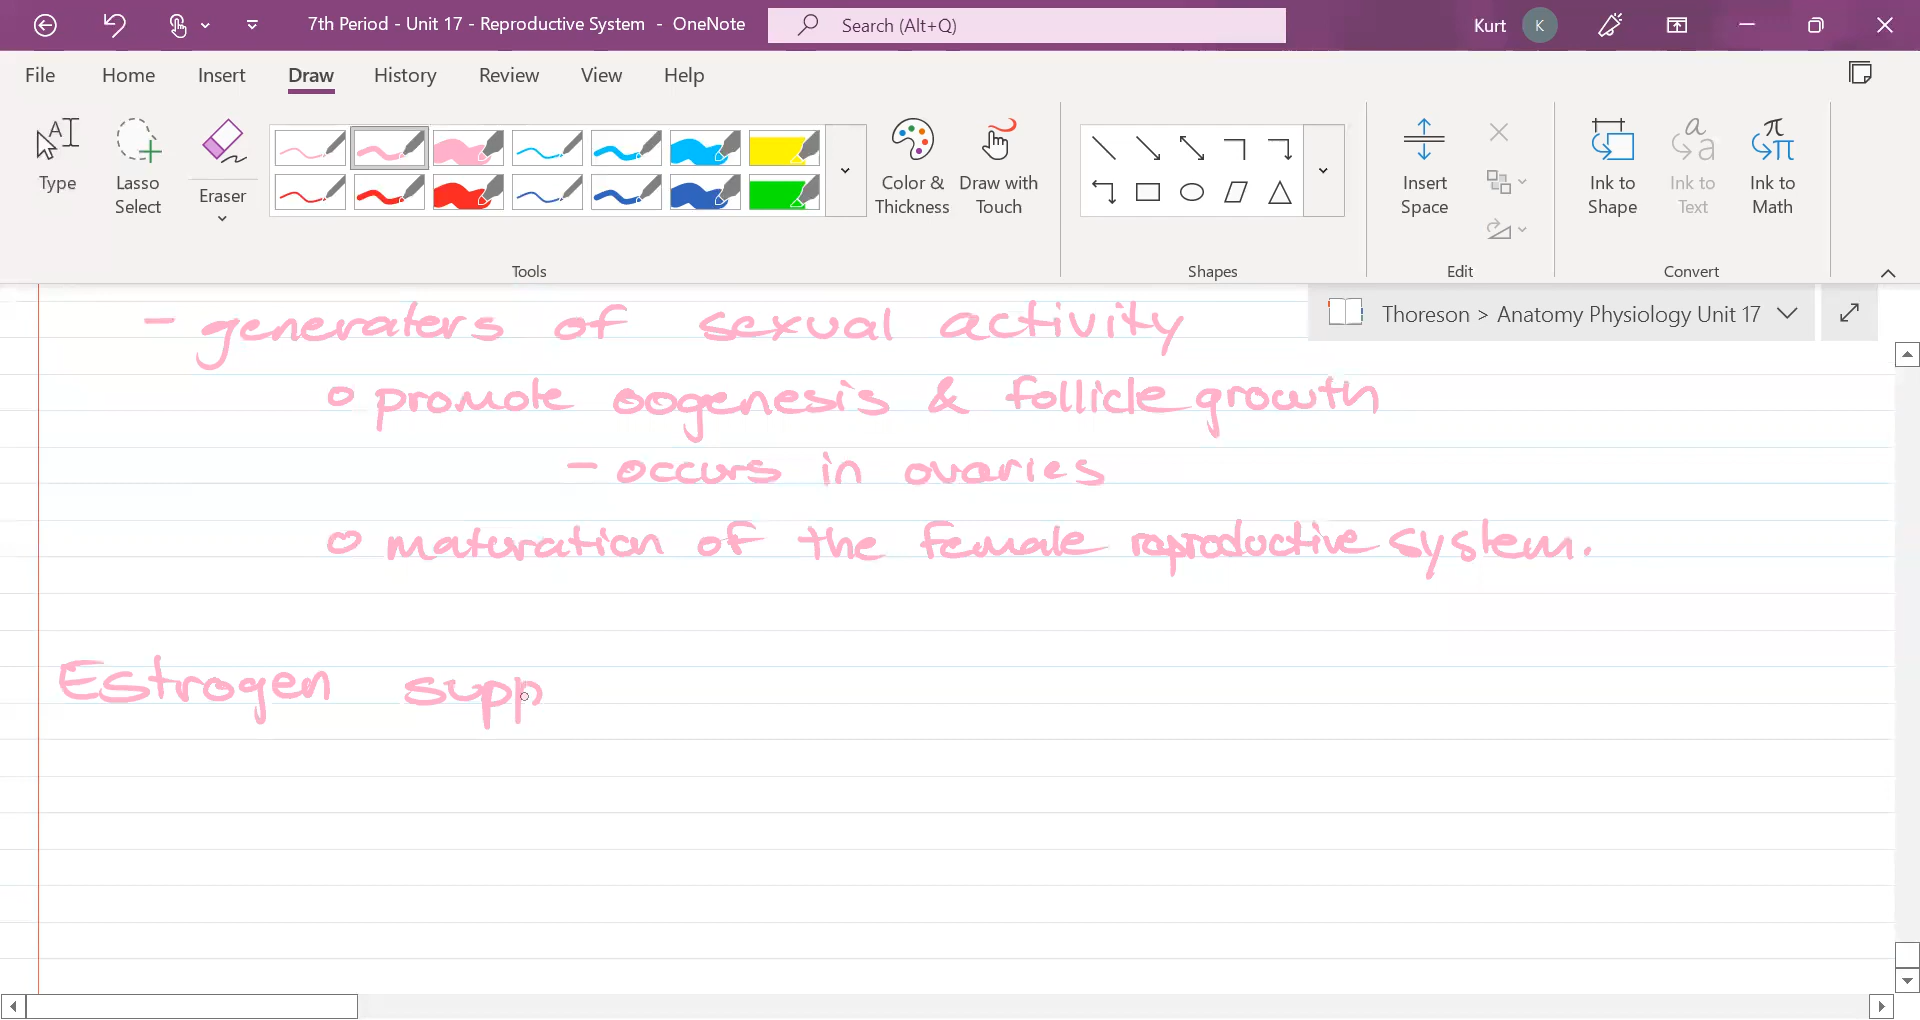 7th Period - Unit 17 - Reproductive System - OneNote
Search (Alt+Q)
Kurt
K
File Home Insert Draw History Review View Help
Type
Lasso Select
Eraser
Color & Thickness
Draw with Touch
Insert Space
Ink to Shape
Ink to Text
Ink to Math
Tools
Shapes
Edit
Convert
Thoreson > Anatomy Physiology Unit 17
- generaters of sexual activity
o promote oogenesis & follicle growth
- occurs in ovaries
o maturation of the female reproductive system.
Estrogen supp